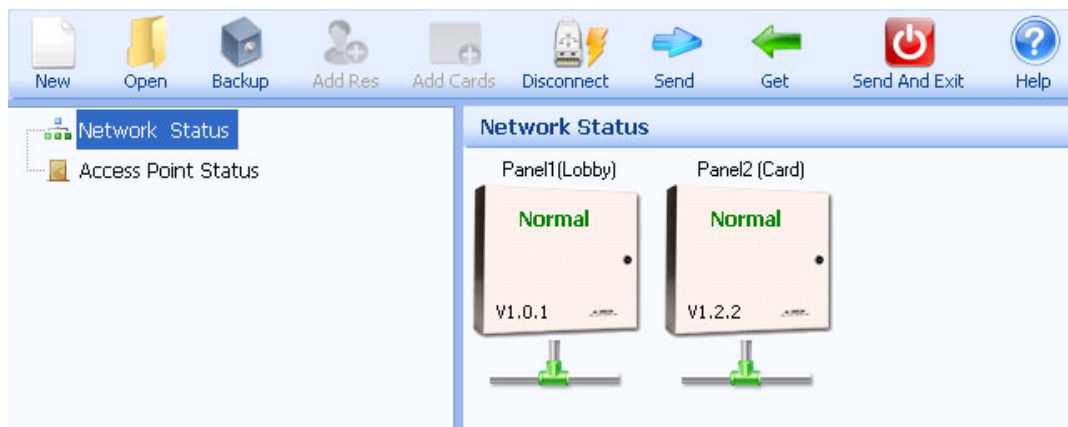 New Open Backup Add Res Add Cards Disconnect Send Get Send And Exit Help
Network Status
Access Point Status
Network Status
Panel1(Lobby) Panel2 (Card)
Normal Normal
V1.0.1 V1.2.2